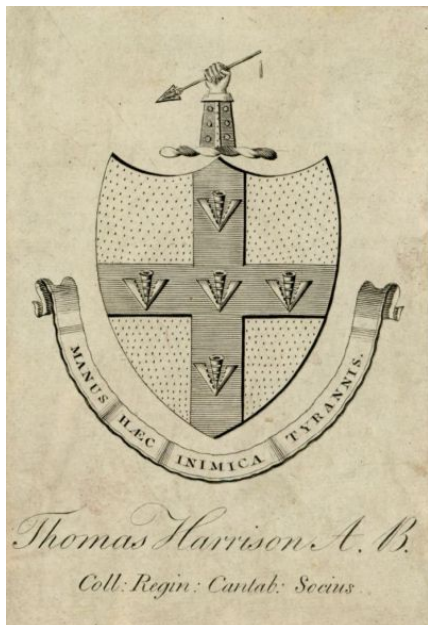 MANUS HÆC INIMICA TYRANNIS.
Thomas Harrison A. B.
Coll: Regin: Cantab: Socius